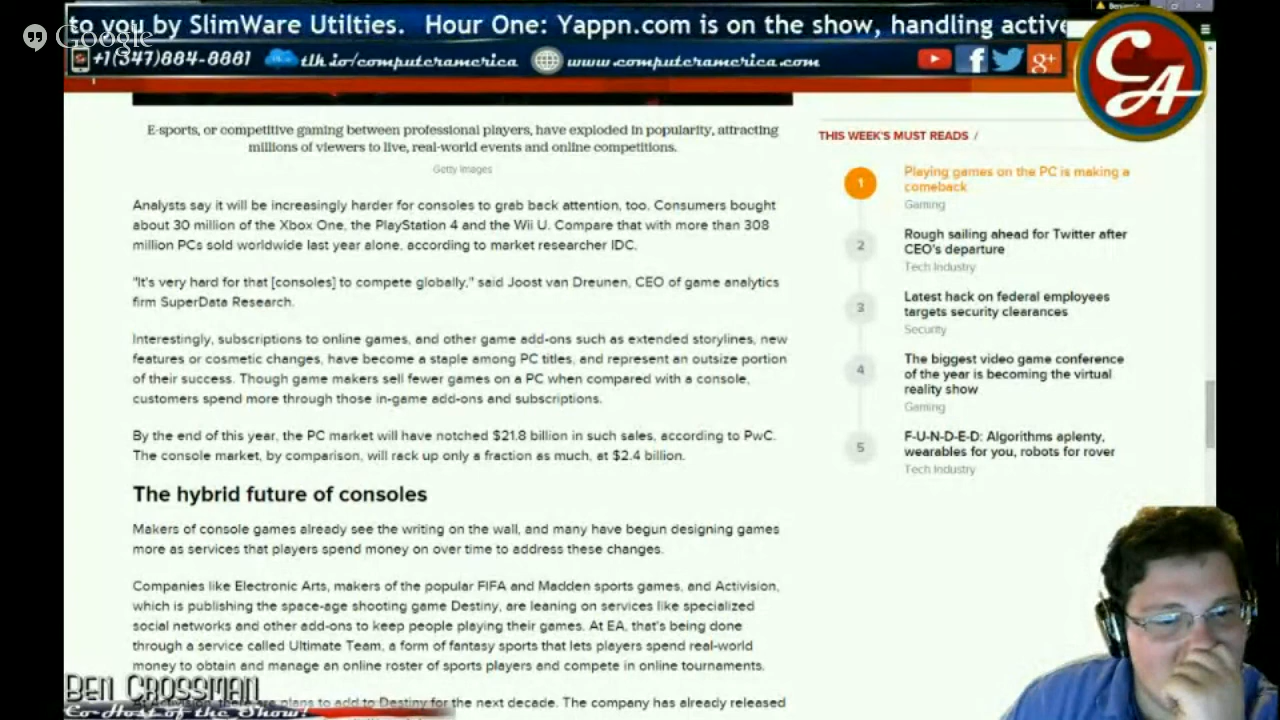 to you by SlimWare Utilties. Hour One: Yappn.com is on the show, handling active
Google
+1(347)884-8881 tlk.io/computeramerica www.computeramerica.com
CA
E-sports, or competitive gaming between professional players, have exploded in popularity, attracting
millions of viewers to live, real-world events and online competitions.
Getty Images
Analysts say it will be increasingly harder for consoles to grab back attention, too. Consumers bought
about 30 million of the Xbox One, the PlayStation 4 and the Wii U. Compare that with more than 308
million PCs sold worldwide last year alone, according to market researcher IDC.
"It's very hard for that [consoles] to compete globally," said Joost van Dreunen, CEO of game analytics
firm SuperData Research.
Interestingly, subscriptions to online games, and other game add-ons such as extended storylines, new
features or cosmetic changes, have become a staple among PC titles, and represent an outsize portion
of their success. Though game makers sell fewer games on a PC when compared with a console,
customers spend more through those in-game add-ons and subscriptions.
By the end of this year, the PC market will have notched $21.8 billion in such sales, according to PwC.
The console market, by comparison, will rack up only a fraction as much, at $2.4 billion.
The hybrid future of consoles
Makers of console games already see the writing on the wall, and many have begun designing games
more as services that players spend money on over time to address these changes.
Companies like Electronic Arts, makers of the popular FIFA and Madden sports games, and Activision,
which is publishing the space-age shooting game Destiny, are leaning on services like specialized
social networks and other add-ons to keep people playing their games. At EA, that's being done
through a service called Ultimate Team, a form of fantasy sports that lets players spend real-world
money to obtain and manage an online roster of sports players and compete in online tournaments.
plans to add to Destiny for the next decade. The company has already released
THIS WEEK'S MUST READS /
1
Playing games on the PC is making a
comeback
Gaming
2
Rough sailing ahead for Twitter after
CEO's departure
Tech Industry
3
Latest hack on federal employees
targets security clearances
Security
4
The biggest video game conference
of the year is becoming the virtual
reality show
Gaming
5
F-U-N-D-E-D: Algorithms aplenty,
wearables for you, robots for rover
Tech Industry
Ben Crossman
Co-Host of the Show!